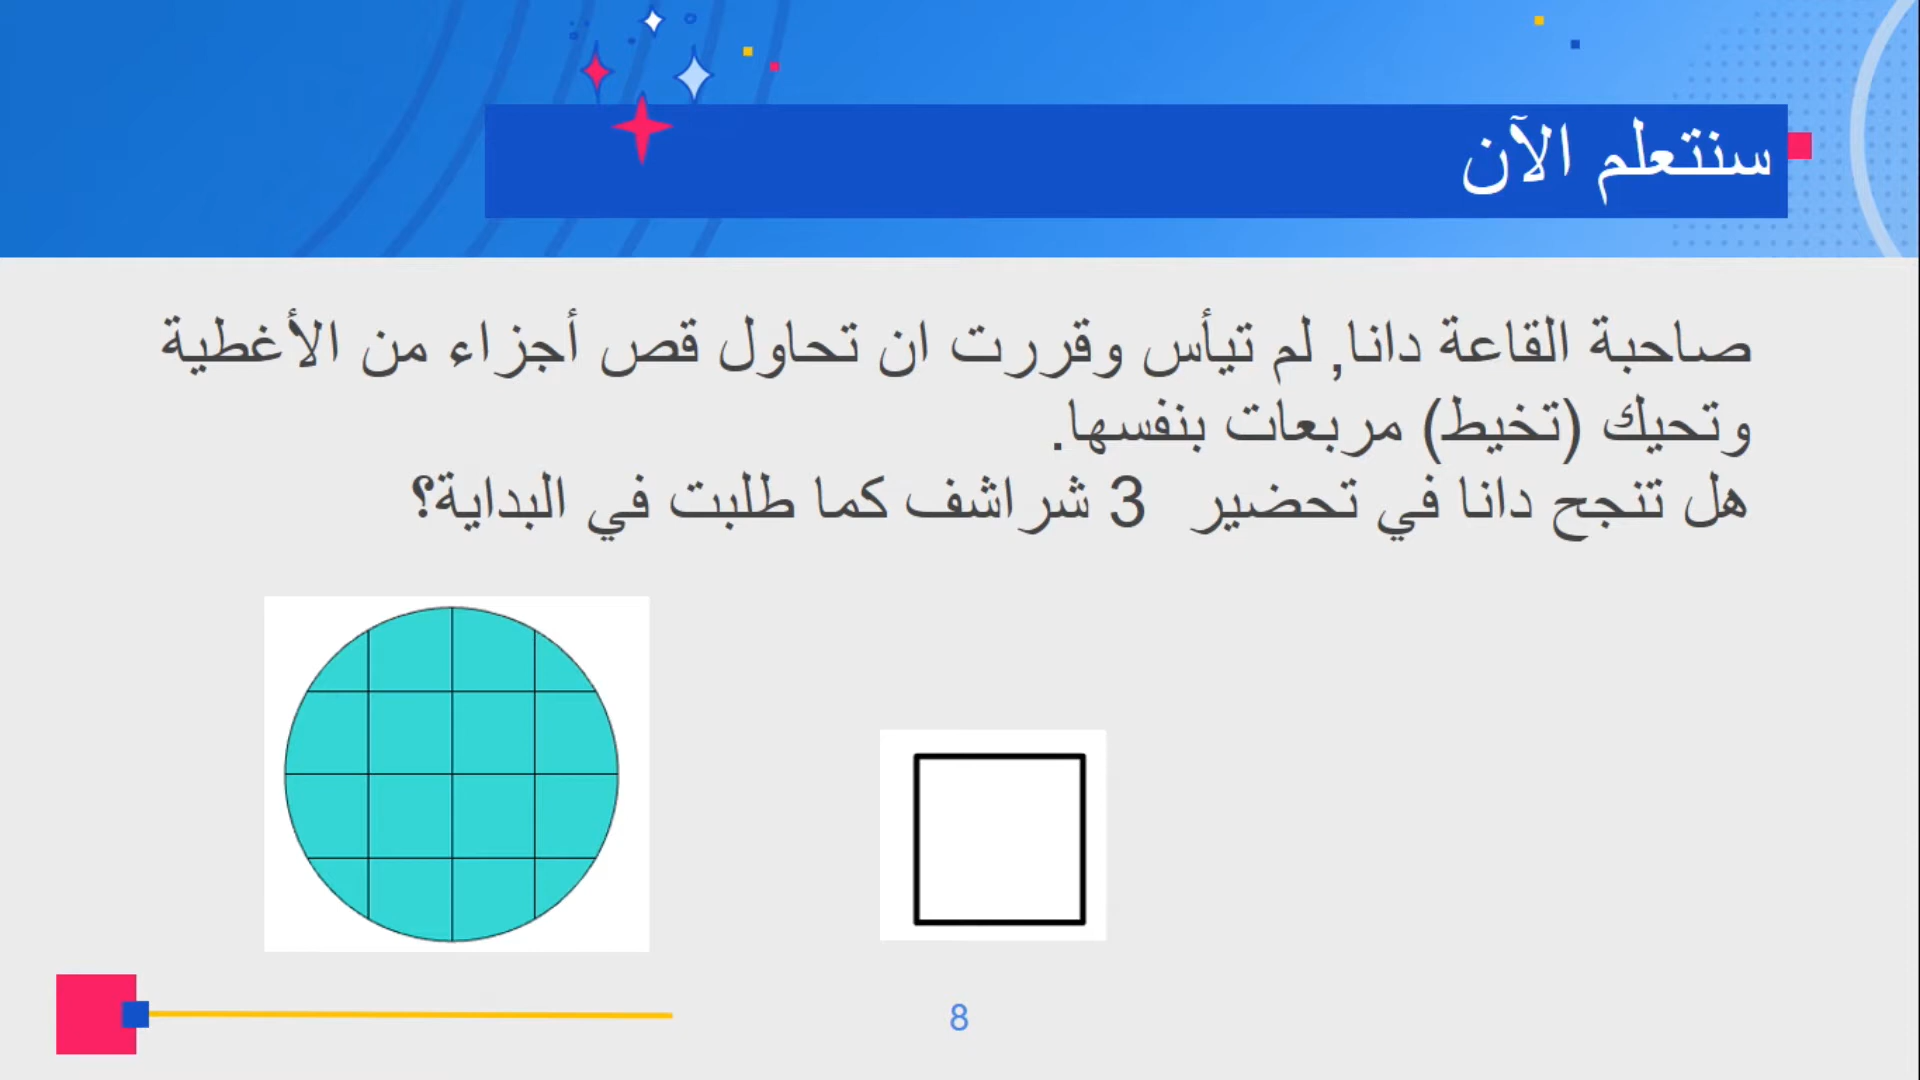 سنتعلم الآن
صاحبة القاعة دانا, لم تيأس وقررت ان تحاول قص أجزاء من الأغطية
وتحيك (تخيط) مربعات بنفسها.
هل تنجح دانا في تحضير 3 شراشف كما طلبت في البداية؟
8